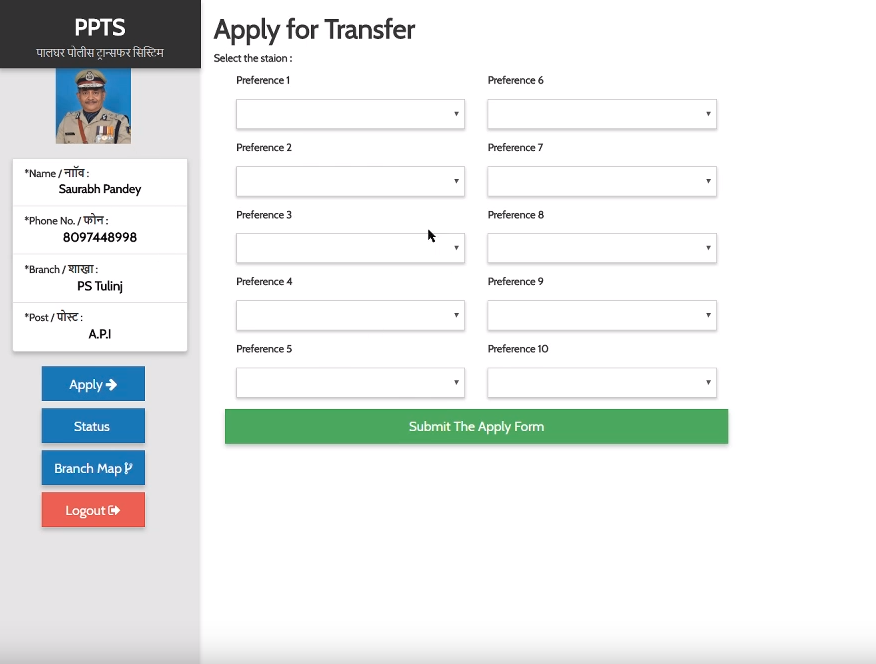 PPTS
पालघर पोलीस ट्रान्सफर सिस्टिम
*Name / नाॉव :
Saurabh Pandey
*Phone No. / फोन :
8097448998
*Branch / शाखा :
PS Tulinj
*Post / पोस्ट :
A.P.I
Apply
Status
Branch Map
Logout
Apply for Transfer
Select the staion :
Preference 1
Preference 6
Preference 2
Preference 7
Preference 3
Preference 8
Preference 4
Preference 9
Preference 5
Preference 10
Submit The Apply Form